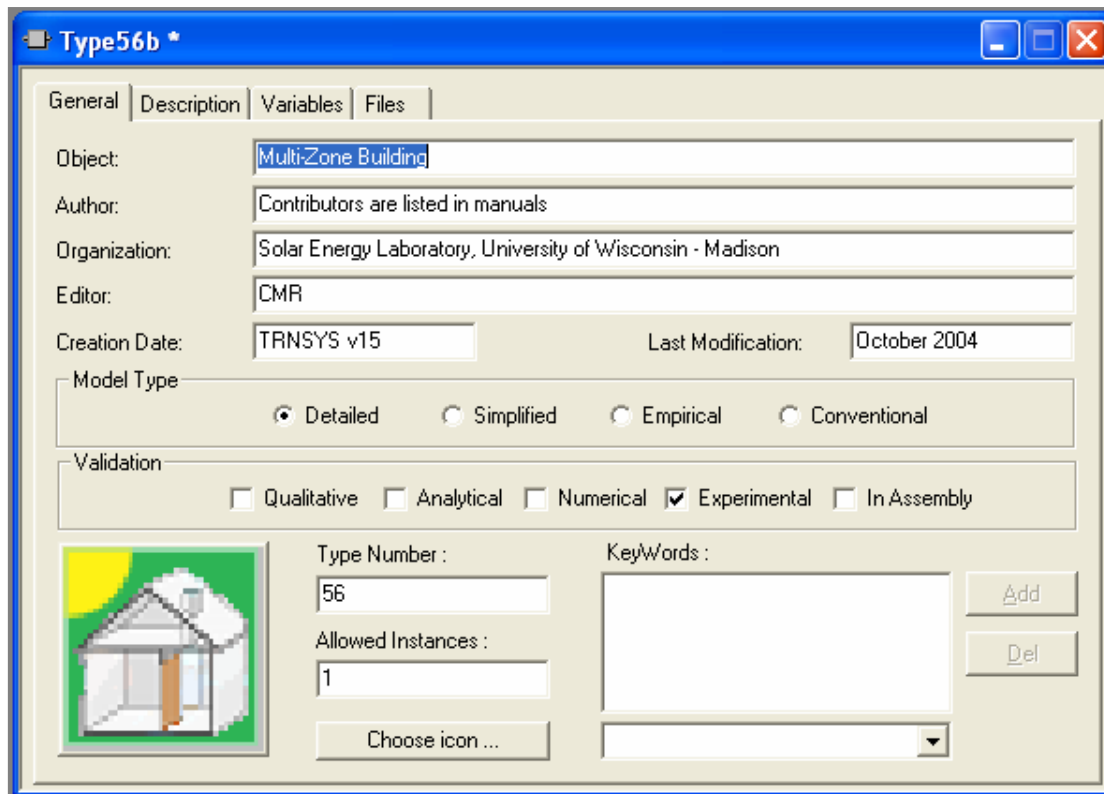 Type56b *
General Description Variables Files
Object: Multi-Zone Building
Author: Contributors are listed in manuals
Organization: Solar Energy Laboratory, University of Wisconsin - Madison
Editor: CMR
Creation Date: TRNSYS v15 Last Modification: October 2004
Model Type
Detailed Simplified Empirical Conventional
Validation
Qualitative Analytical Numerical Experimental In Assembly
Type Number : KeyWords :
56 Add
Allowed Instances : Del
1
Choose icon ...